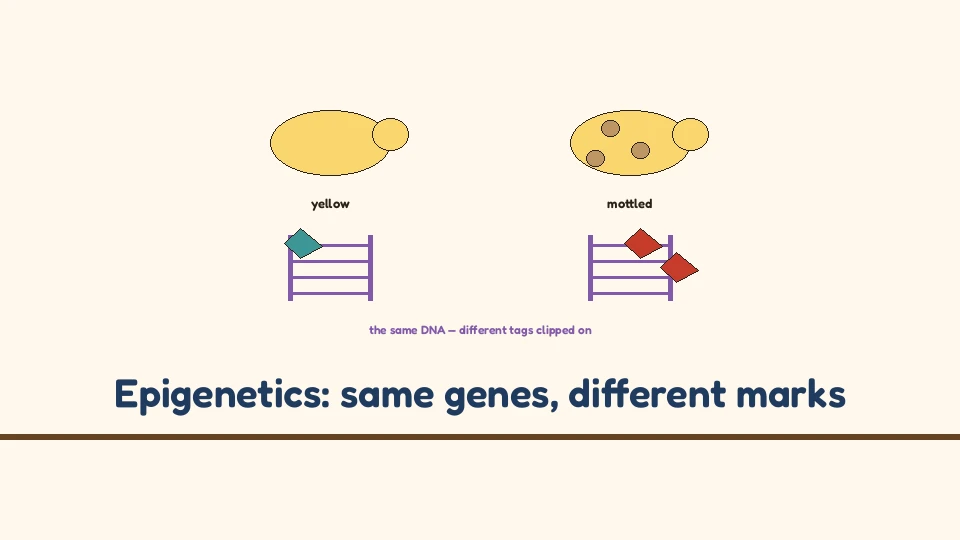 yellow
mottled
the same DNA — different tags clipped on
Epigenetics: same genes, different marks